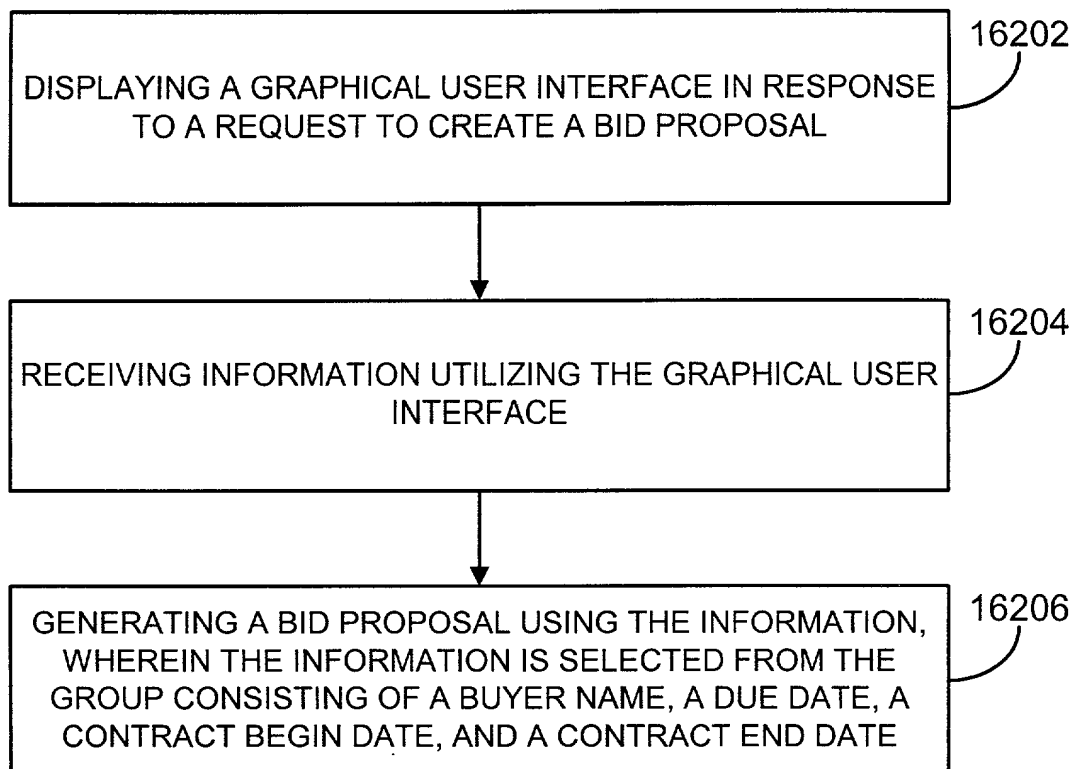 16202
DISPLAYING A GRAPHICAL USER INTERFACE IN RESPONSE
TO A REQUEST TO CREATE A BID PROPOSAL
16204
RECEIVING INFORMATION UTILIZING THE GRAPHICAL USER
INTERFACE
16206
GENERATING A BID PROPOSAL USING THE INFORMATION,
WHEREIN THE INFORMATION IS SELECTED FROM THE
GROUP CONSISTING OF A BUYER NAME, A DUE DATE, A
CONTRACT BEGIN DATE, AND A CONTRACT END DATE